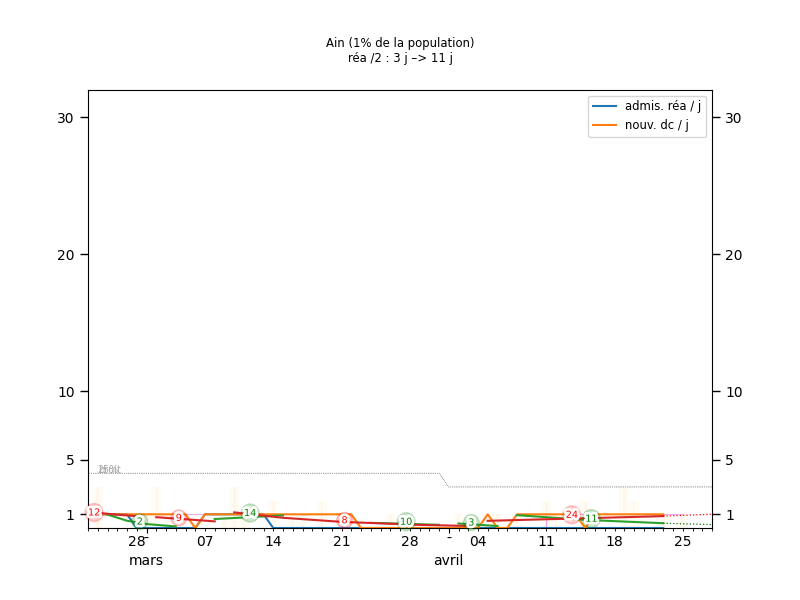 Ain (1% de la population)
réa /2 : 3 j –> 11 j
admis. réa / j
nouv. dc / j
30 30
20 20
10 10
5 5
1 1
12 2 9 14 8 10 3 24 11
28 - 07 14 21 28 - 04 11 18 25
mars avril